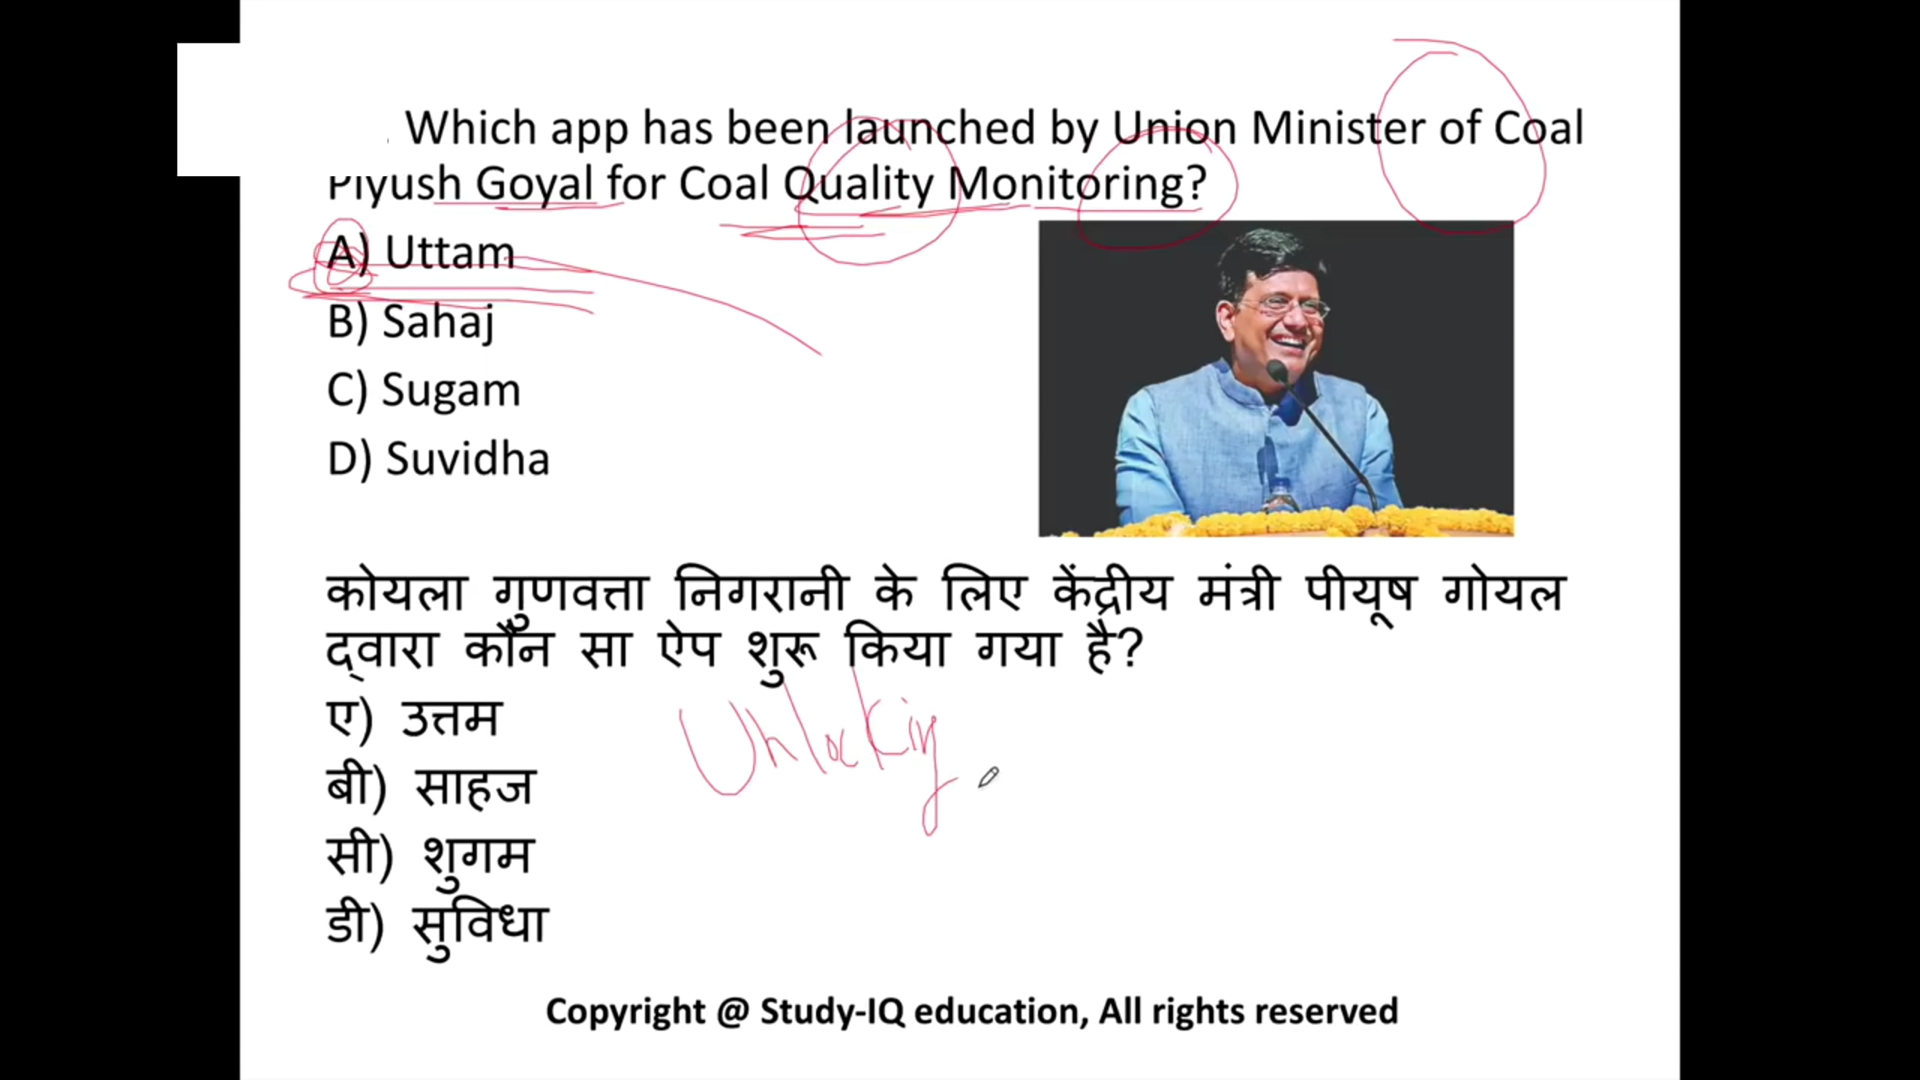 . Which app has been launched by Union Minister of Coal
Piyush Goyal for Coal Quality Monitoring?
A) Uttam
B) Sahaj
C) Sugam
D) Suvidha
कोयला गुणवत्ता निगरानी के लिए केंद्रीय मंत्री पीयूष गोयल
द्वारा कौन सा ऐप शुरू किया गया है?
ए) उत्तम
बी) साहज
सी) शुगम
डी) सुविधा
Unlocking
Copyright @ Study-IQ education, All rights reserved